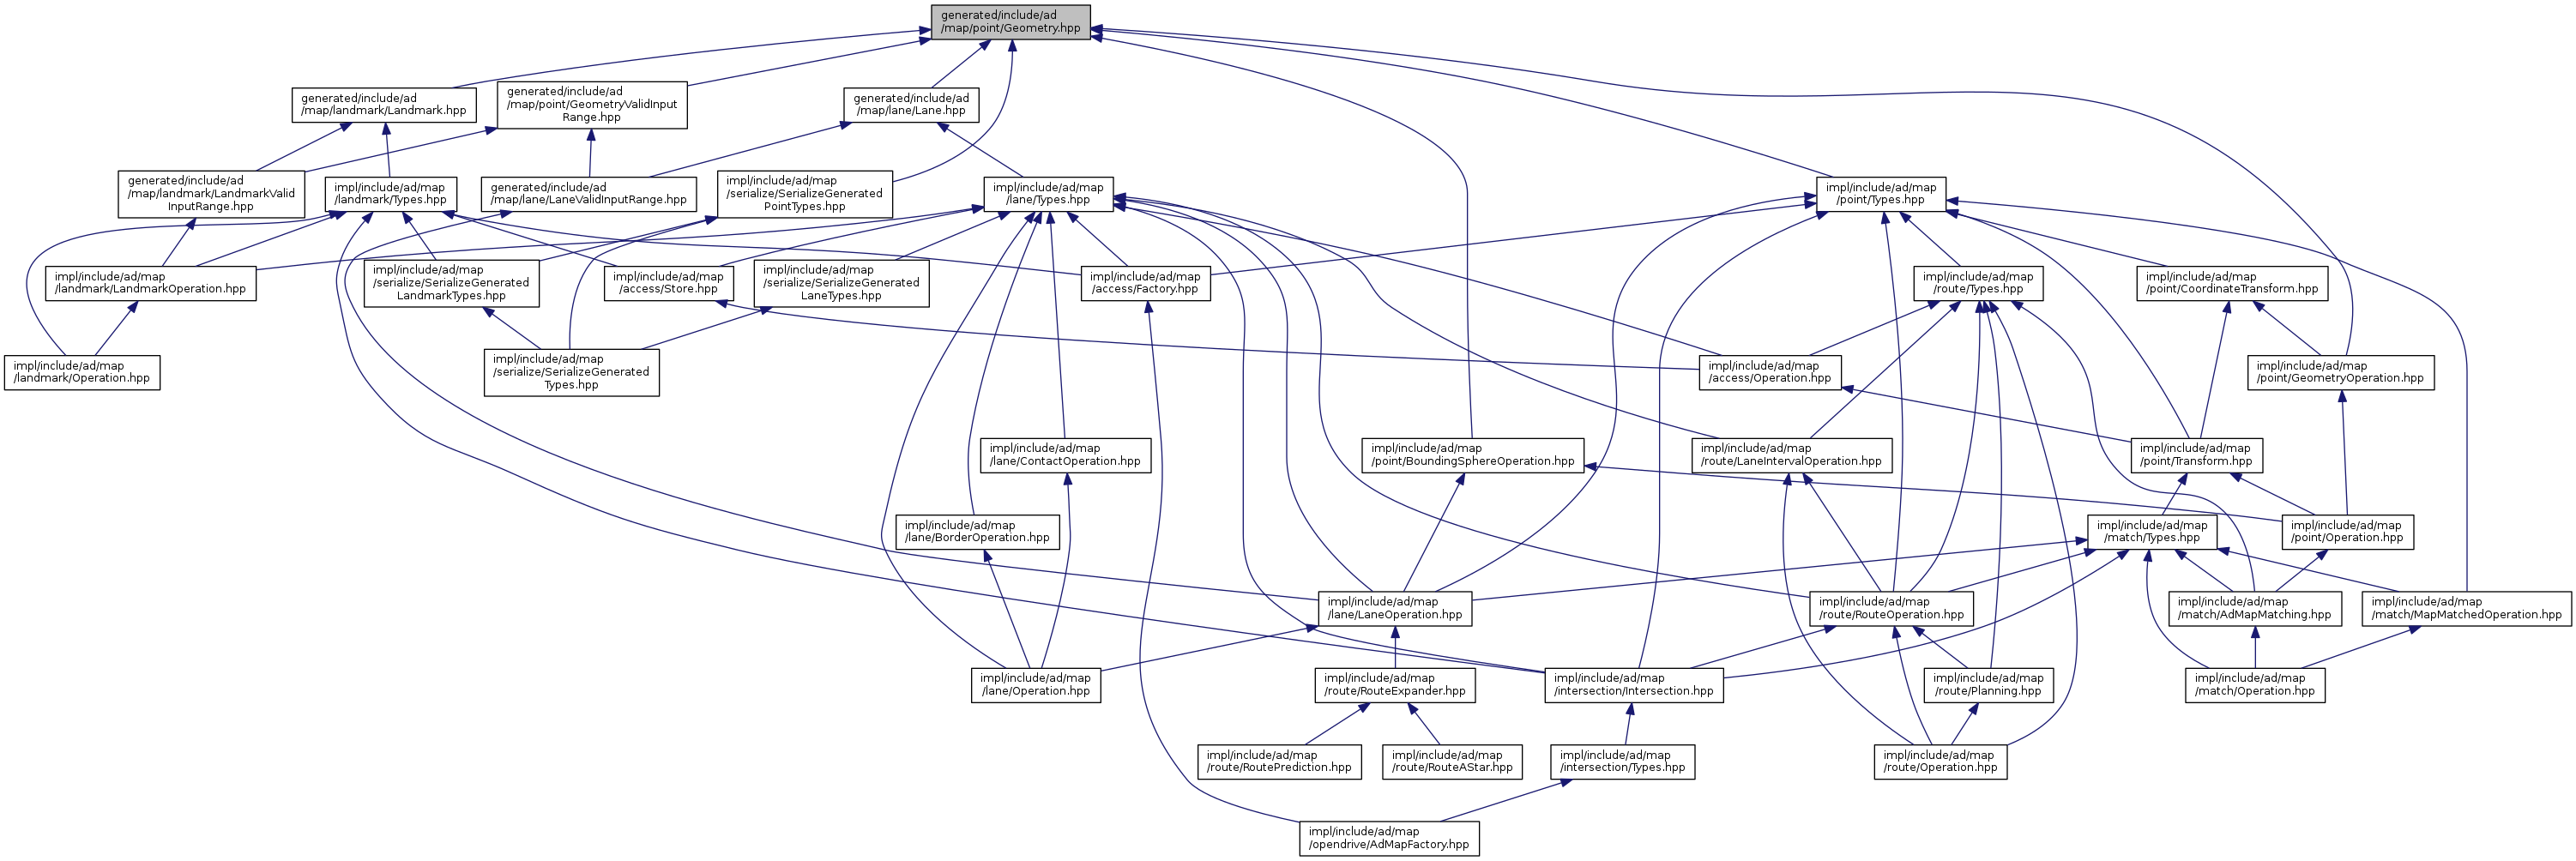 generated/include/ad
/map/point/Geometry.hpp
generated/include/ad
/map/landmark/Landmark.hpp
generated/include/ad
/map/point/GeometryValidInput
Range.hpp
generated/include/ad
/map/lane/Lane.hpp
generated/include/ad
/map/landmark/LandmarkValid
InputRange.hpp
impl/include/ad/map
/landmark/Types.hpp
generated/include/ad
/map/lane/LaneValidInputRange.hpp
impl/include/ad/map
/serialize/SerializeGenerated
PointTypes.hpp
impl/include/ad/map
/lane/Types.hpp
impl/include/ad/map
/point/Types.hpp
impl/include/ad/map
/landmark/LandmarkOperation.hpp
impl/include/ad/map
/serialize/SerializeGenerated
LandmarkTypes.hpp
impl/include/ad/map
/access/Store.hpp
impl/include/ad/map
/serialize/SerializeGenerated
LaneTypes.hpp
impl/include/ad/map
/access/Factory.hpp
impl/include/ad/map
/route/Types.hpp
impl/include/ad/map
/point/CoordinateTransform.hpp
impl/include/ad/map
/landmark/Operation.hpp
impl/include/ad/map
/serialize/SerializeGenerated
Types.hpp
impl/include/ad/map
/access/Operation.hpp
impl/include/ad/map
/point/GeometryOperation.hpp
impl/include/ad/map
/lane/ContactOperation.hpp
impl/include/ad/map
/point/BoundingSphereOperation.hpp
impl/include/ad/map
/route/LaneIntervalOperation.hpp
impl/include/ad/map
/point/Transform.hpp
impl/include/ad/map
/lane/BorderOperation.hpp
impl/include/ad/map
/match/Types.hpp
impl/include/ad/map
/point/Operation.hpp
impl/include/ad/map
/lane/LaneOperation.hpp
impl/include/ad/map
/route/RouteOperation.hpp
impl/include/ad/map
/match/AdMapMatching.hpp
impl/include/ad/map
/match/MapMatchedOperation.hpp
impl/include/ad/map
/lane/Operation.hpp
impl/include/ad/map
/route/RouteExpander.hpp
impl/include/ad/map
/intersection/Intersection.hpp
impl/include/ad/map
/route/Planning.hpp
impl/include/ad/map
/match/Operation.hpp
impl/include/ad/map
/route/RoutePrediction.hpp
impl/include/ad/map
/route/RouteAStar.hpp
impl/include/ad/map
/intersection/Types.hpp
impl/include/ad/map
/route/Operation.hpp
impl/include/ad/map
/opendrive/AdMapFactory.hpp